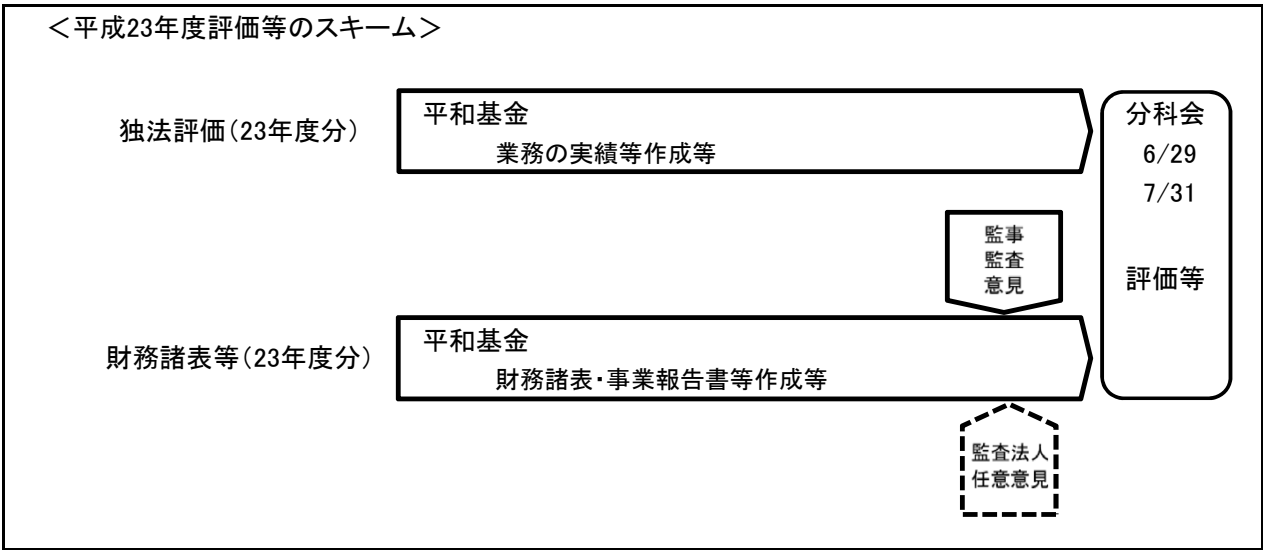 ＜平成23年度評価等のスキーム＞
独法評価（23年度分）
平和基金
業務の実績等作成等
分科会
6/29
7/31
評価等
監事
監査
意見
財務諸表等（23年度分）
平和基金
財務諸表・事業報告書等作成等
監査法人
任意意見